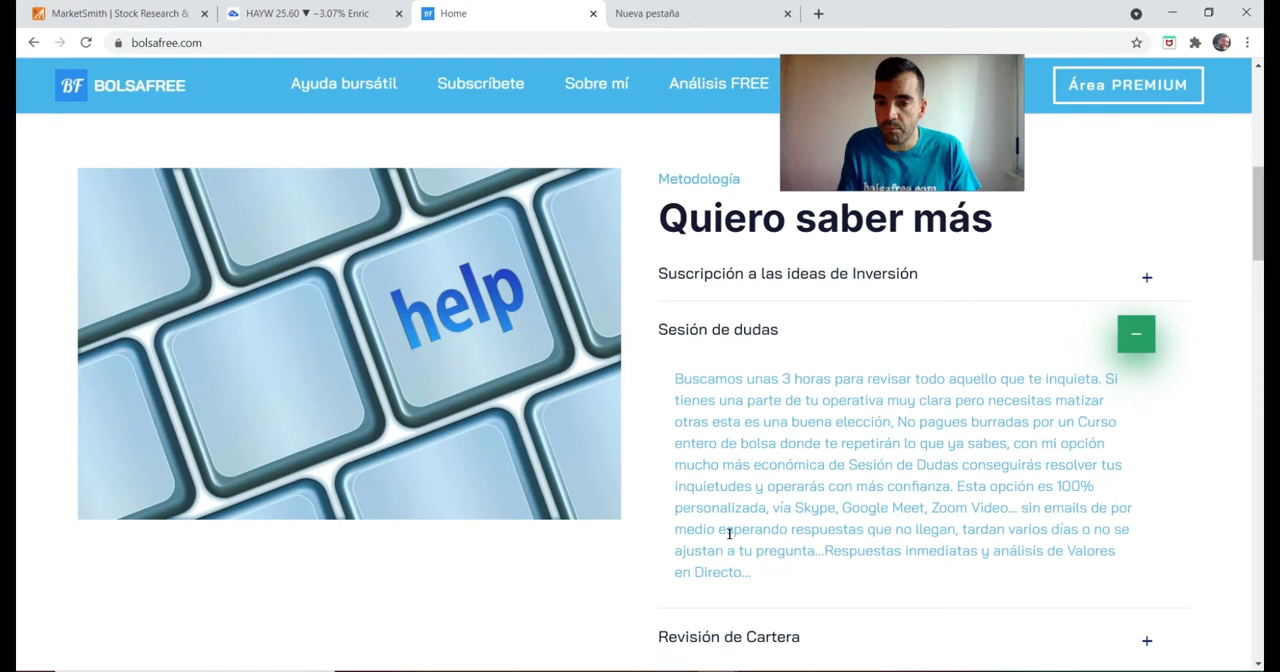 MarketSmith | Stock Research &
HAYW 25.60 ▼ −3.07% Enric
Home
Nueva pestaña
bolsafree.com
BF BOLSAFREE
Ayuda bursátil
Subscríbete
Sobre mí
Análisis FREE
Área PREMIUM
bolsafree.com
help
Metodología
Quiero saber más
Suscripción a las ideas de Inversión
Sesión de dudas
Buscamos unas 3 horas para revisar todo aquello que te inquieta. Si
tienes una parte de tu operativa muy clara pero necesitas matizar
otras esta es una buena elección, No pagues burradas por un Curso
entero de bolsa donde te repetirán lo que ya sabes, con mi opción
mucho más económica de Sesión de Dudas conseguirás resolver tus
inquietudes y operarás con más confianza. Esta opción es 100%
personalizada, vía Skype, Google Meet, Zoom Video... sin emails de por
medio esperando respuestas que no llegan, tardan varios días o no se
ajustan a tu pregunta...Respuestas inmediatas y análisis de Valores
en Directo...
Revisión de Cartera